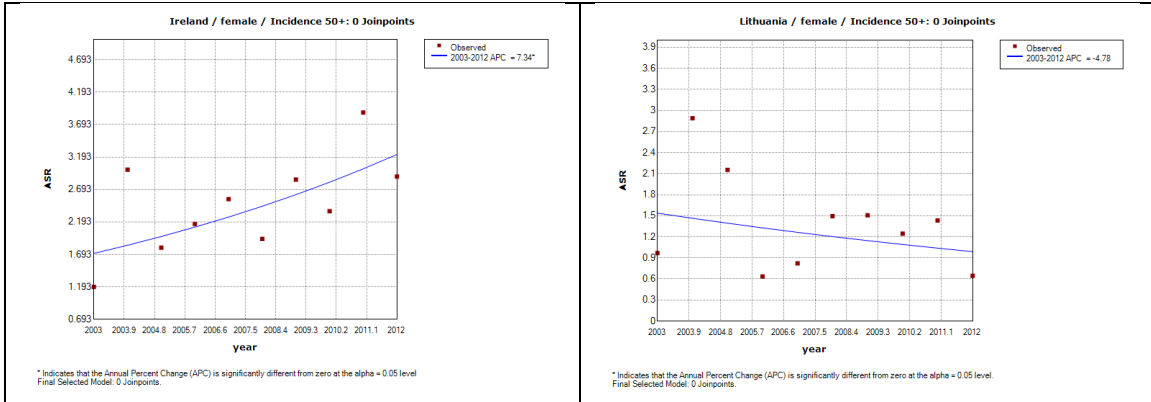 Ireland / female / Incidence 50+: 0 Joinpoints
Observed
2003-2012 APC = 7.34*
4.693
4.193
3.693
3.193
2.693
2.193
1.693
1.193
0.693
ASR
2003 2003.9 2004.8 2005.7 2006.6 2007.5 2008.4 2009.3 2010.2 2011.1 2012
year
* Indicates that the Annual Percent Change (APC) is significantly different from zero at the alpha = 0.05 level
Final Selected Model: 0 Joinpoints.
Lithuania / female / Incidence 50+: 0 Joinpoints
Observed
2003-2012 APC = -4.78
3.9
3.6
3.3
3
2.7
2.4
2.1
1.8
1.5
1.2
0.9
0.6
0.3
0
ASR
2003 2003.9 2004.8 2005.7 2006.6 2007.5 2008.4 2009.3 2010.2 2011.1 2012
year
* Indicates that the Annual Percent Change (APC) is significantly different from zero at the alpha = 0.05 level.
Final Selected Model: 0 Joinpoints.